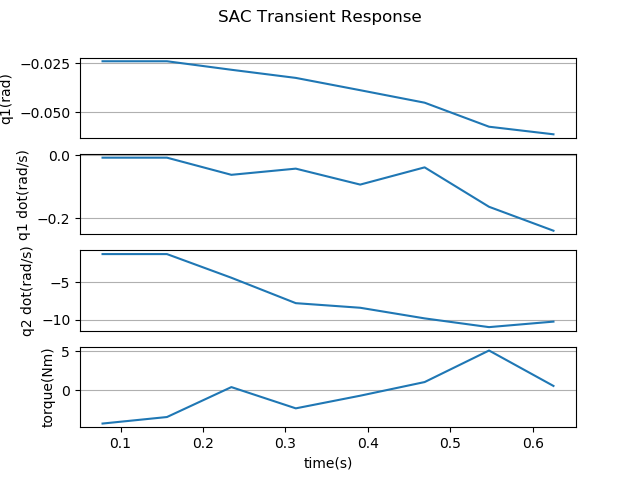 SAC Transient Response
q1(rad)
−0.025
−0.050
q1 dot(rad/s)
0.0
−0.2
q2 dot(rad/s)
−5
−10
torque(Nm)
5
0
0.1 0.2 0.3 0.4 0.5 0.6
time(s)